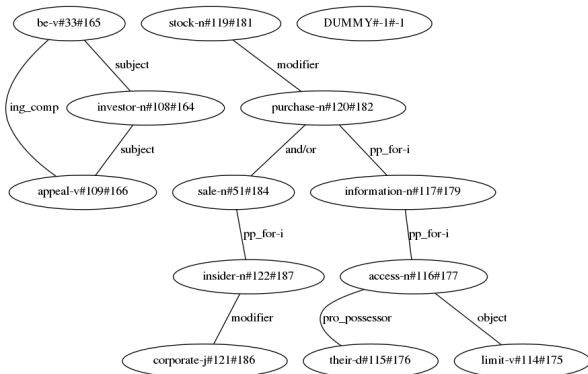 be-v#33#165 stock-n#119#181 DUMMY#-1#-1
subject modifier
ing_comp investor-n#108#164 purchase-n#120#182
subject and/or pp_for-i
appeal-v#109#166 sale-n#51#184 information-n#117#179
pp_for-i pp_for-i
insider-n#122#187 access-n#116#177
modifier pro_possessor object
corporate-j#121#186 their-d#115#176 limit-v#114#175